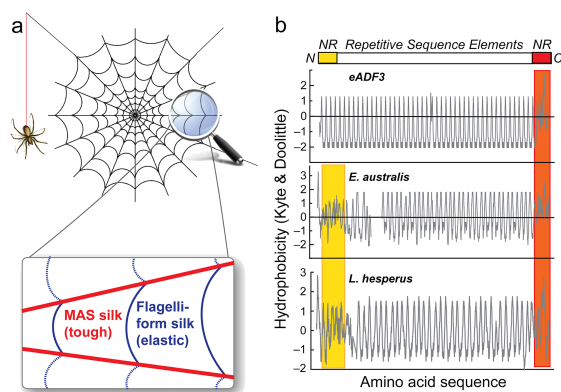 a
MAS silk
(tough)
Flagelli-
form silk
(elastic)
b
NR Repetitive Sequence Elements NR
N C
eADF3
3
2
1
0
−1
−2
E. australis
3
2
1
0
−1
−2
L. hesperus
3
2
1
0
−1
−2
Hydrophobicity (Kyte & Doolittle)
Amino acid sequence